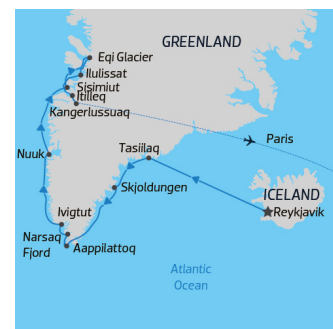 GREENLAND
Eqi Glacier
Ilulissat
Sisimiut
Itilleq
Kangerlussuaq
Paris
Nuuk
Tasiilaq
Skjoldungen
ICELAND
Reykjavik
Ivigtut
Narsaq
Fjord
Aappilattoq
Atlantic
Ocean